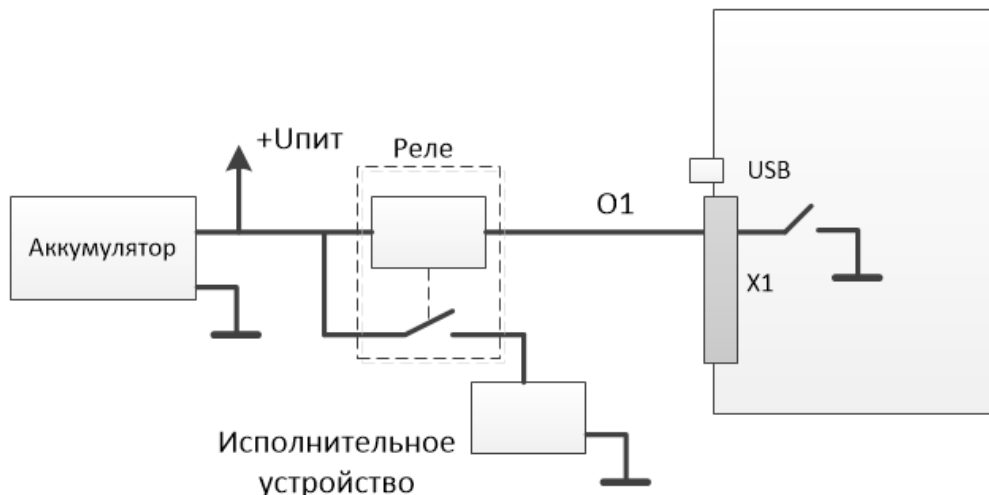 +Uпит
Реле
Аккумулятор
O1
USB
X1
Исполнительное
устройство